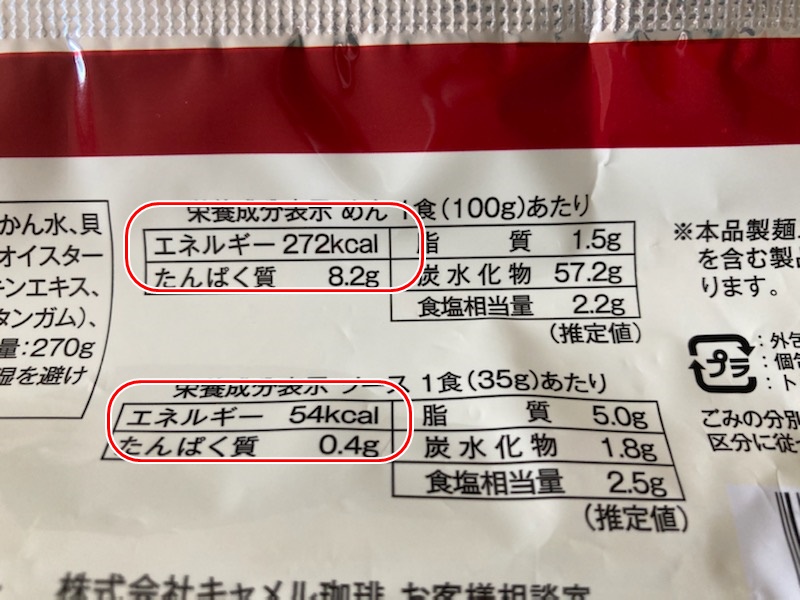 かん水、貝
オイスター
キンエキス、
タンガム)、
量:270g
湿を避け
栄養成分表示 めん 1食(100g)あたり
エネルギー 272kcal 脂質 1.5g
たんぱく質 8.2g 炭水化物 57.2g
食塩相当量 2.2g
(推定値)
栄養成分表示 ソース 1食(35g)あたり
エネルギー 54kcal 脂質 5.0g
たんぱく質 0.4g 炭水化物 1.8g
食塩相当量 2.5g
(推定値)
※本品製麺
を含む製品
ります。
プラ
:外包
:個包
:ト
ごみの分別
区分に従っ
株式会社キャメル珈琲 お客様相談室